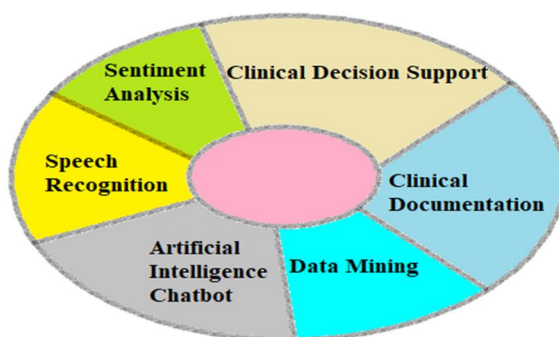 Sentiment
Analysis
Clinical Decision Support
Speech
Recognition
Clinical
Documentation
Artificial
Intelligence
Chatbot
Data Mining